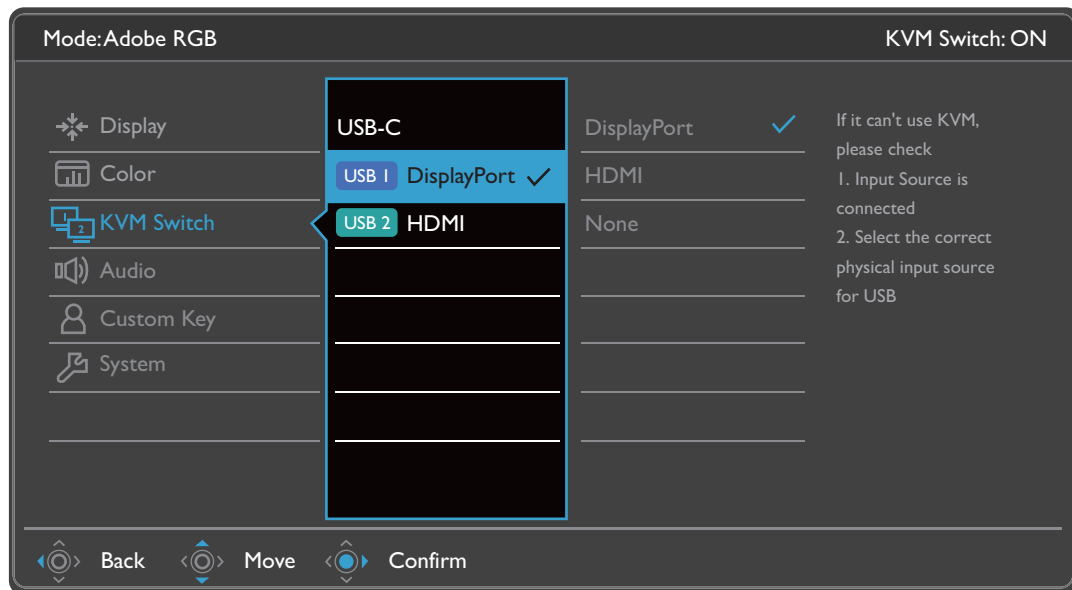 Mode:Adobe RGB
KVM Switch: ON
Display
Color
1 2 KVM Switch
Audio
Custom Key
System
USB-C
USB 1 DisplayPort
USB 2 HDMI
DisplayPort
HDMI
None
If it can't use KVM,
please check
1. Input Source is
connected
2. Select the correct
physical input source
for USB
Back Move Confirm